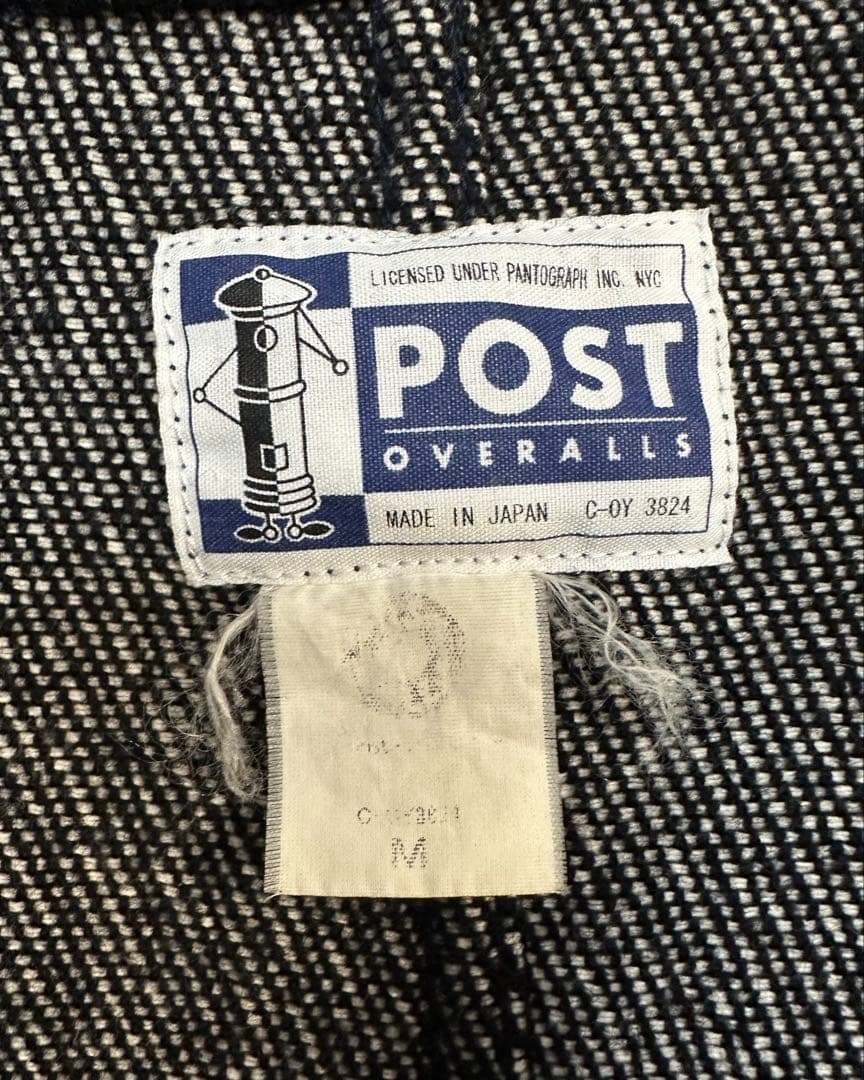 LICENSED UNDER PANTOGRAPH INC. NYC
POST
OVERALLS
MADE IN JAPAN C-OY 3824
M